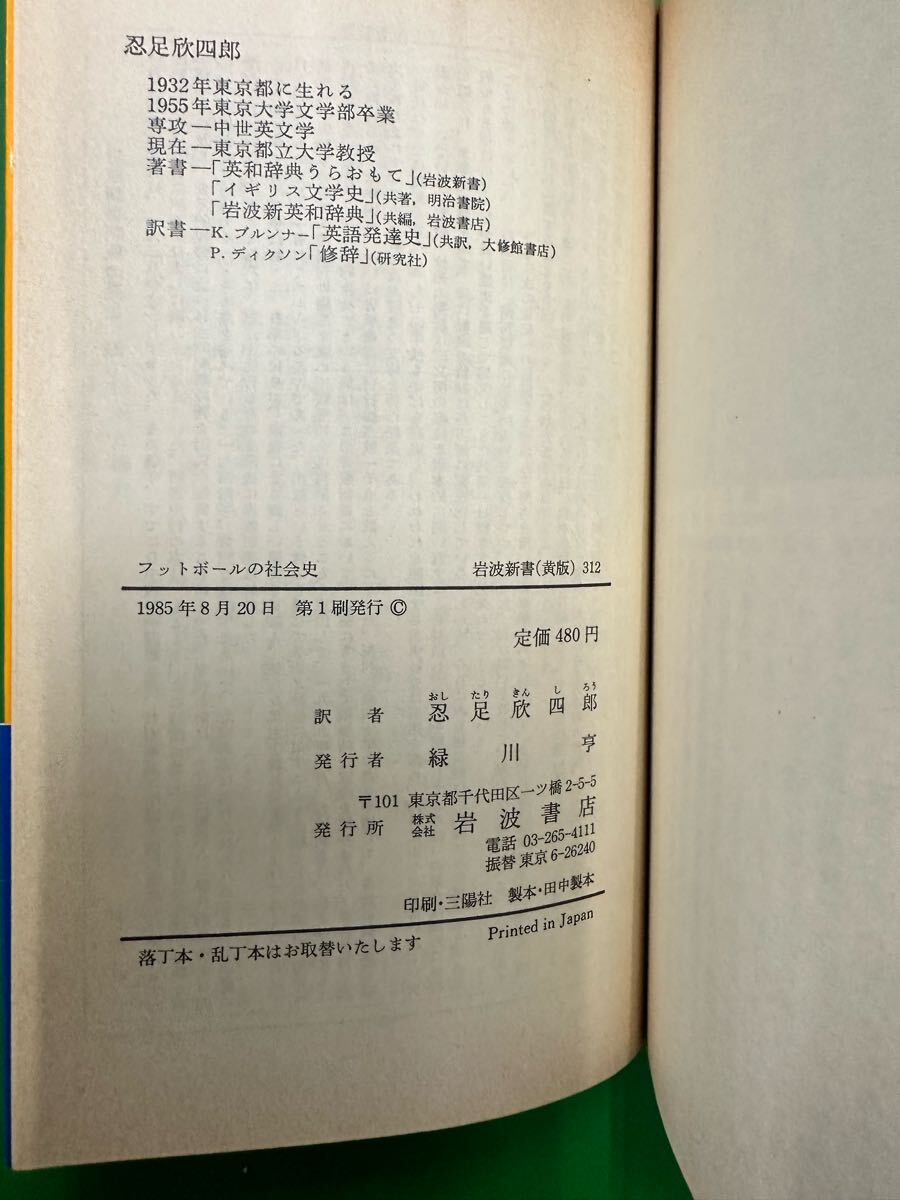 忍足欣四郎
1932年東京都に生れる
1955年東京大学文学部卒業
専攻―中世英文学
現在―東京都立大学教授
著書―「英和辞典うらおもて」(岩波新書)
「イギリス文学史」(共著, 明治書院)
「岩波新英和辞典」(共編, 岩波書店)
訳書―K. ブルンナー「英語発達史」(共訳, 大修館書店)
P. ディクソン「修辞」(研究社)
フットボールの社会史 岩波新書(黄版) 312
1985年8月20日 第1刷発行 ©
定価 480円
おし たり きん し ろう
訳者 忍足欣四郎
発行者 緑川亨
〒101 東京都千代田区一ツ橋2-5-5
発行所 株式会社 岩波書店
電話 03-265-4111
振替 東京 6-26240
印刷・三陽社 製本・田中製本
落丁本・乱丁本はお取替いたします Printed in Japan